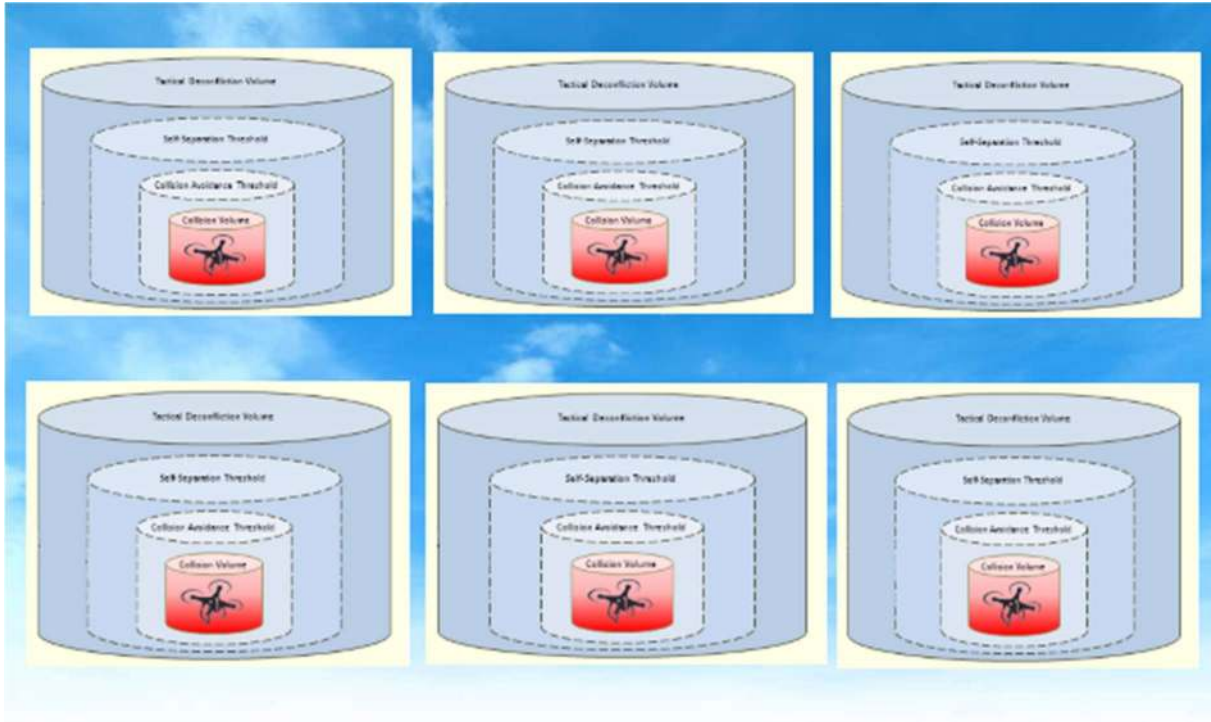 Tactical Deconfliction Volume
Self-Separation Threshold
Collision Avoidance Threshold
Collision Volume
Tactical Deconfliction Volume
Self-Separation Threshold
Collision Avoidance Threshold
Collision Volume
Tactical Deconfliction Volume
Self-Separation Threshold
Collision Avoidance Threshold
Collision Volume
Tactical Deconfliction Volume
Self-Separation Threshold
Collision Avoidance Threshold
Collision Volume
Tactical Deconfliction Volume
Self-Separation Threshold
Collision Avoidance Threshold
Collision Volume
Tactical Deconfliction Volume
Self-Separation Threshold
Collision Avoidance Threshold
Collision Volume